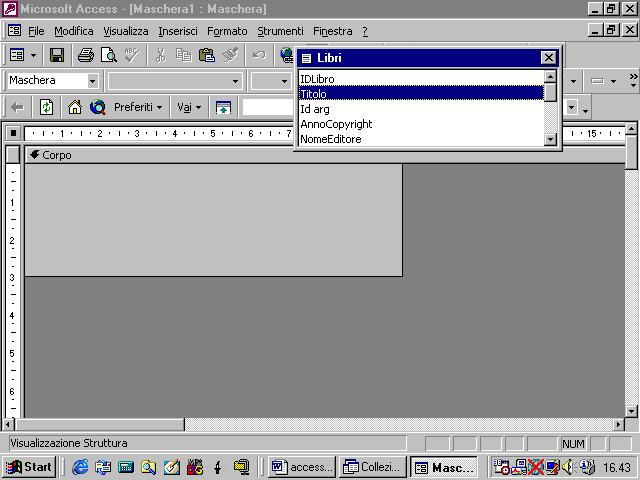 Microsoft Access - [Maschera1 : Maschera]
File Modifica Visualizza Inserisci Formato Strumenti Finestra ?
Libri
Maschera
IDLibro
Titolo
Preferiti Vai
Id arg
AnnoCopyright
NomeEditore
1 2 3 4 5 6 7 15
Corpo
1
2
3
4
5
6
Visualizzazione Struttura
NUM
Start
access...
Collezi...
Masc...
16.43